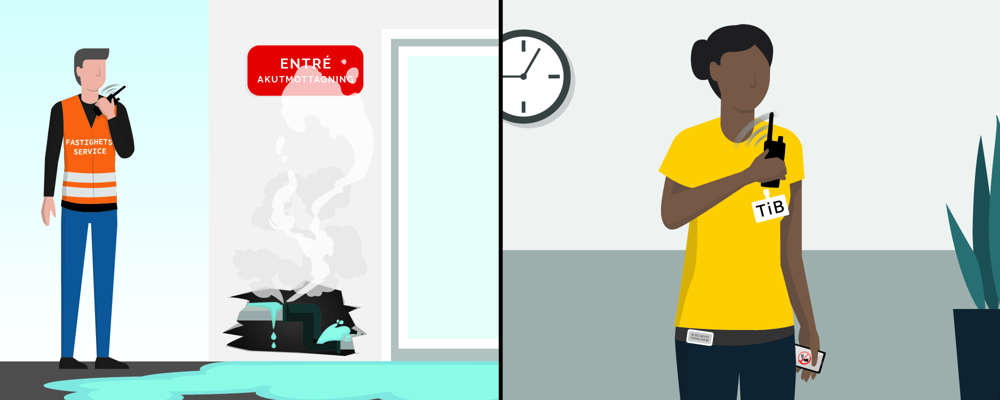 ENTRÉ
AKUTMOTTAGNING
FASTIGHETS
SERVICE
TiB